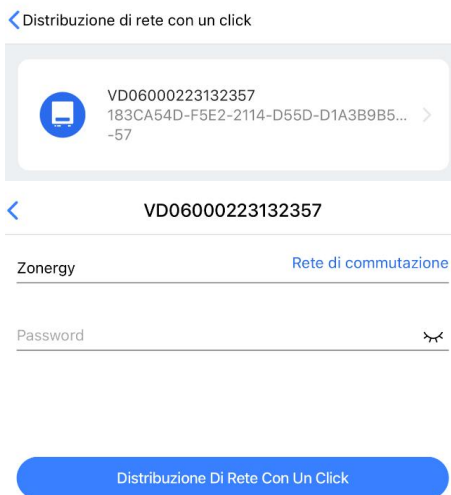 Distribuzione di rete con un click
VD06000223132357
183CA54D-F5E2-2114-D55D-D1A3B9B5...
-57
VD06000223132357
Zonergy
Rete di commutazione
Password
Distribuzione Di Rete Con Un Click